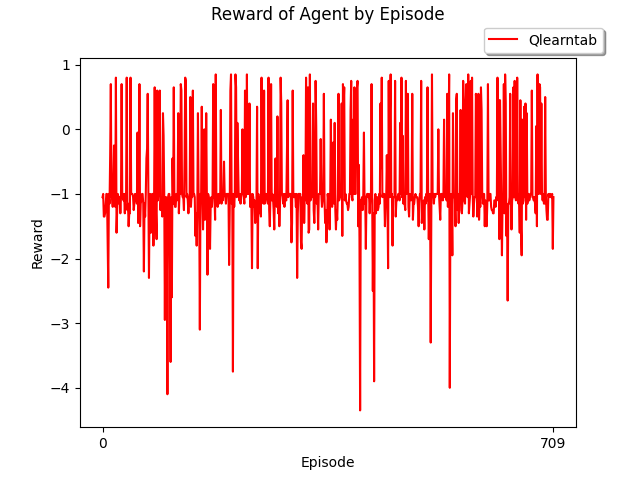 Reward of Agent by Episode
Qlearntab
1
0
−1
−2
−3
−4
Reward
0
709
Episode